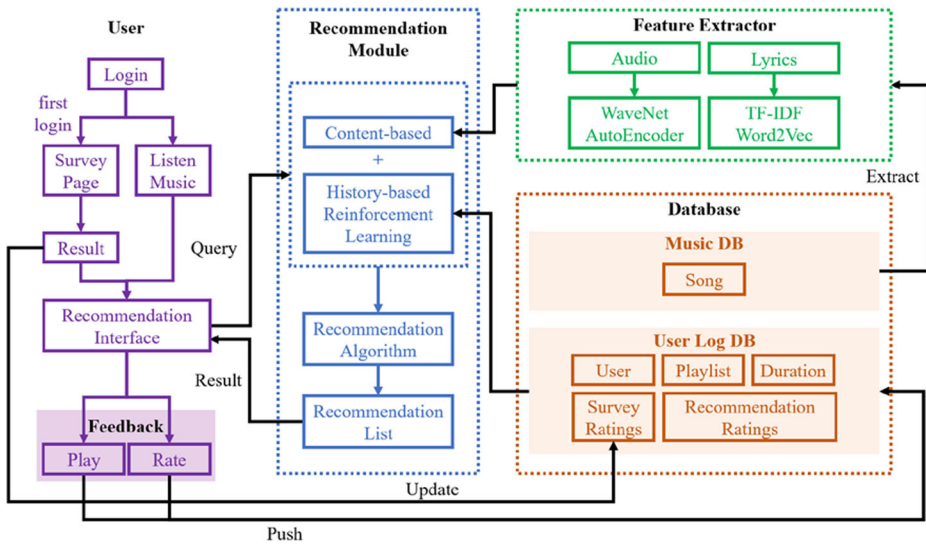 User
Login
first
login
Survey
Page
Listen
Music
Result
Recommendation
Interface
Feedback
Play
Rate
Query
Result
Update
Push
Recommendation
Module
Content-based
+
History-based
Reinforcement
Learning
Recommendation
Algorithm
Recommendation
List
Feature Extractor
Audio
Lyrics
WaveNet
AutoEncoder
TF-IDF
Word2Vec
Extract
Database
Music DB
Song
User Log DB
User
Playlist
Duration
Survey
Ratings
Recommendation
Ratings